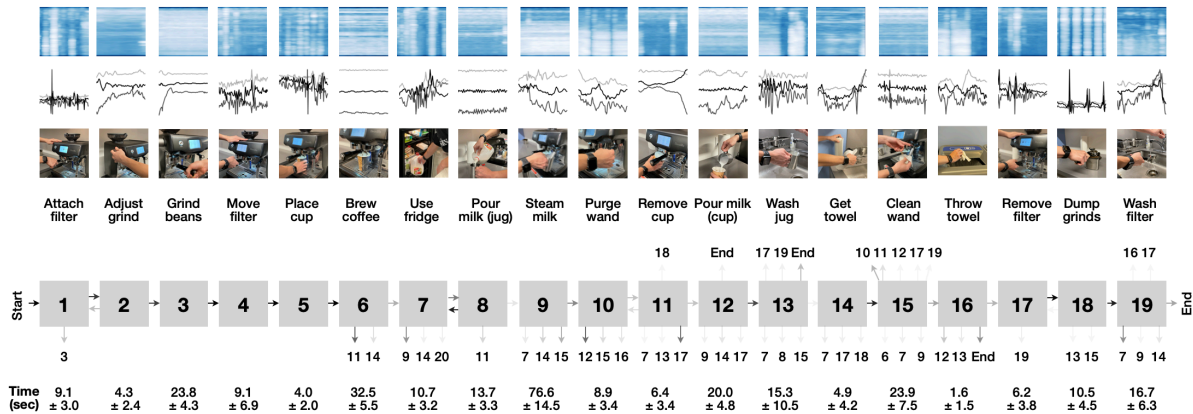 Attach filter
Adjust grind
Grind beans
Move filter
Place cup
Brew coffee
Use fridge
Pour milk (jug)
Steam milk
Purge wand
Remove cup
Pour milk (cup)
Wash jug
Get towel
Clean wand
Throw towel
Remove filter
Dump grinds
Wash filter
18 End 17 19 End 10 11 12 17 19 16 17
Start 1 2 3 4 5 6 7 8 9 10 11 12 13 14 15 16 17 18 19 End
3 11 14 9 14 20 11 7 14 15 12 15 16 7 13 17 9 14 17 7 8 15 7 17 18 6 7 9 12 13 End 19 13 15 7 9 14
Time 9.1 4.3 23.8 9.1 4.0 32.5 10.7 13.7 76.6 8.9 6.4 20.0 15.3 4.9 23.9 1.6 6.2 10.5 16.7
(sec) ± 3.0 ± 2.4 ± 4.3 ± 6.9 ± 2.0 ± 5.5 ± 3.2 ± 3.3 ± 14.5 ± 3.4 ± 3.4 ± 4.8 ± 10.5 ± 4.2 ± 7.5 ± 1.5 ± 3.8 ± 4.5 ± 6.3